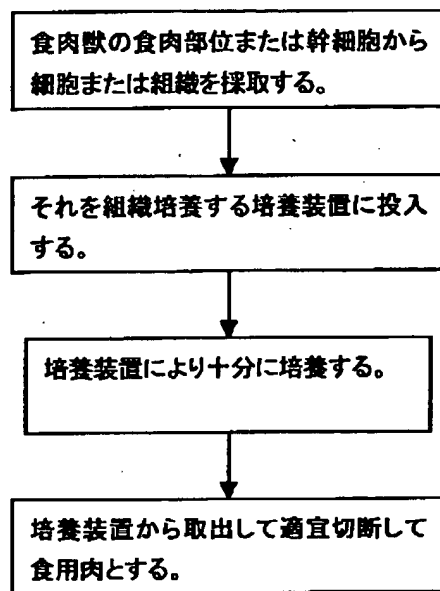 食肉獣の食肉部位または幹細胞から
細胞または組織を採取する。
それを組織培養する培養装置に投入
する。
培養装置により十分に培養する。
培養装置から取出して適宜切断して
食用肉とする。